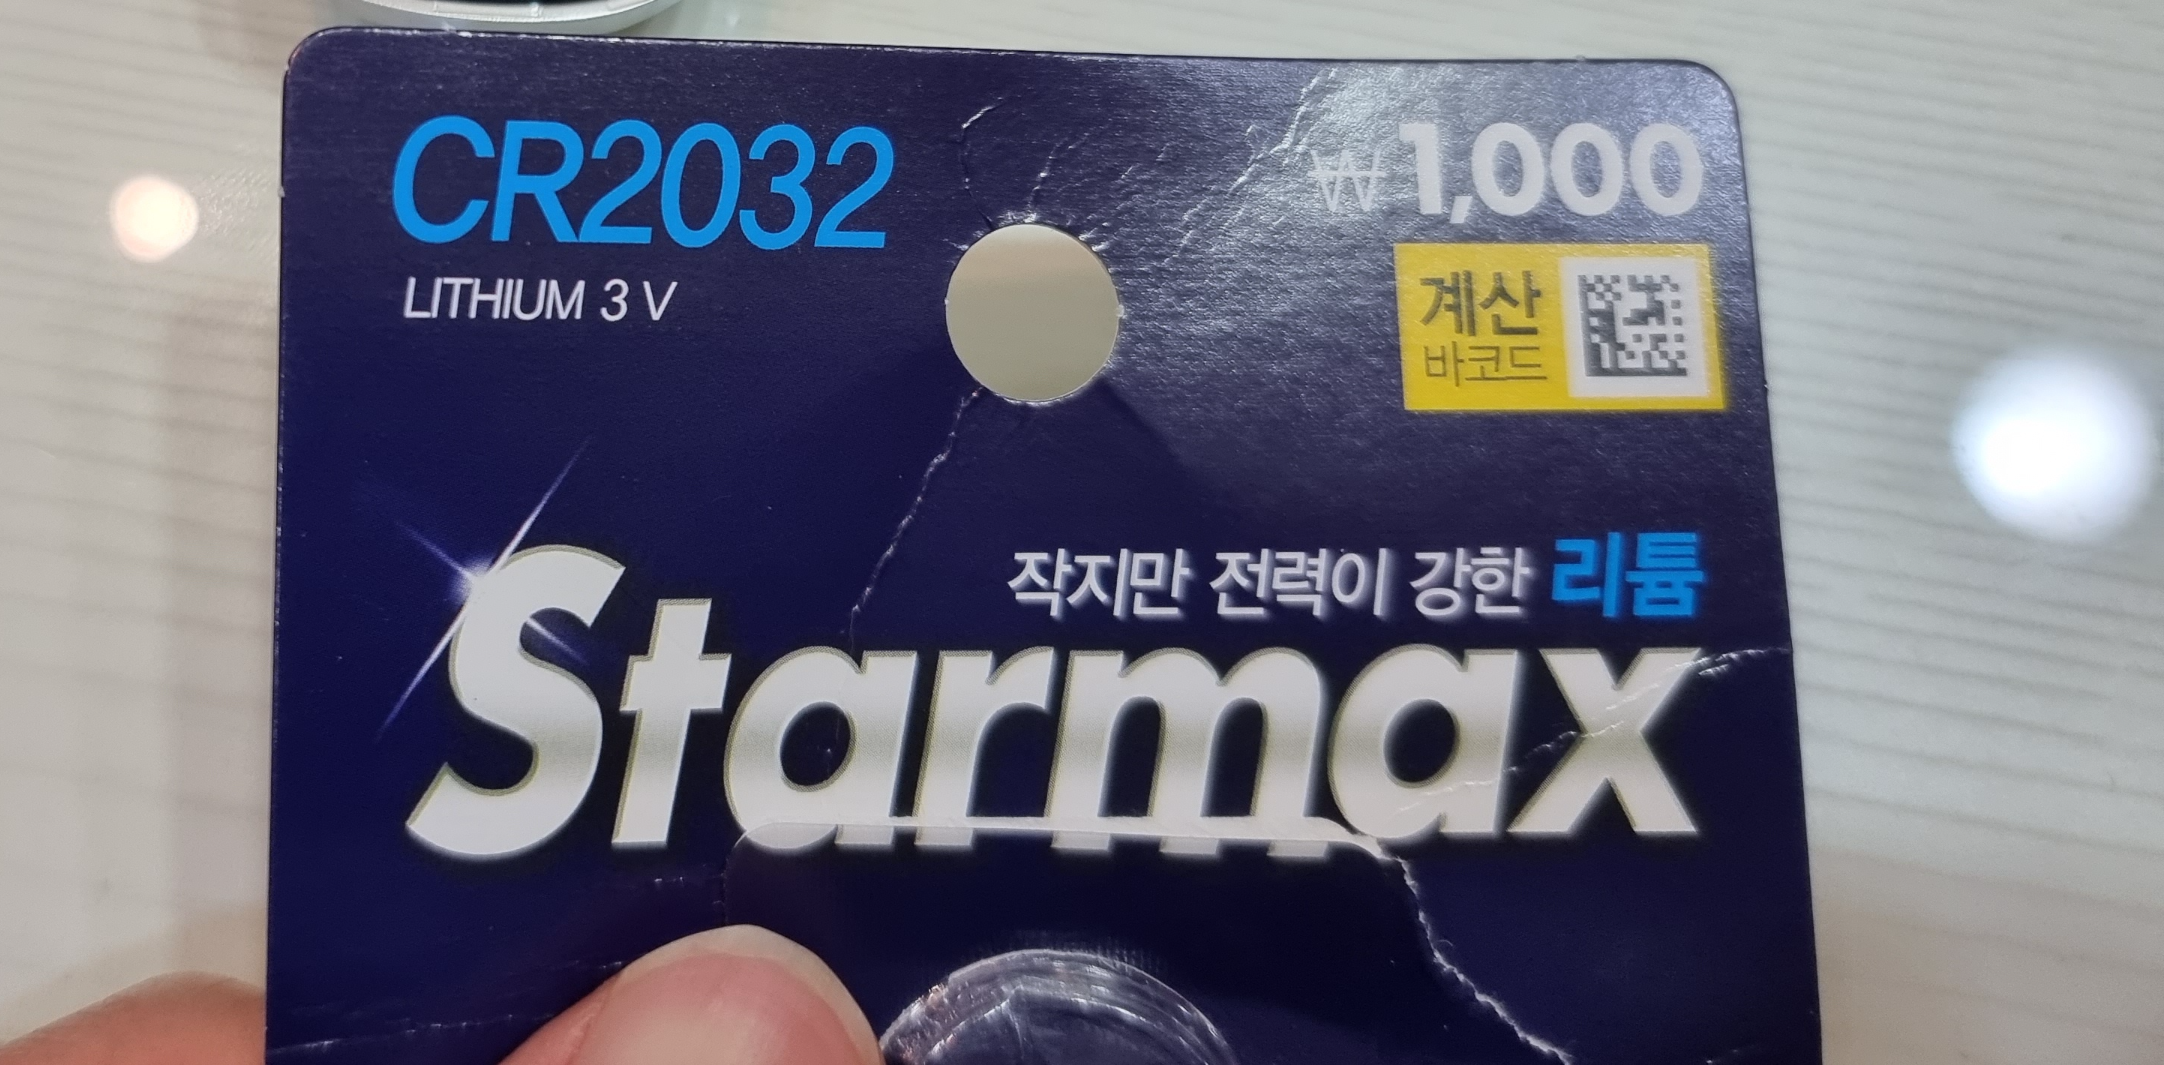 CR2032
LITHIUM 3 V
₩1,000
계산
바코드
작지만 전력이 강한 리튬
Starmax